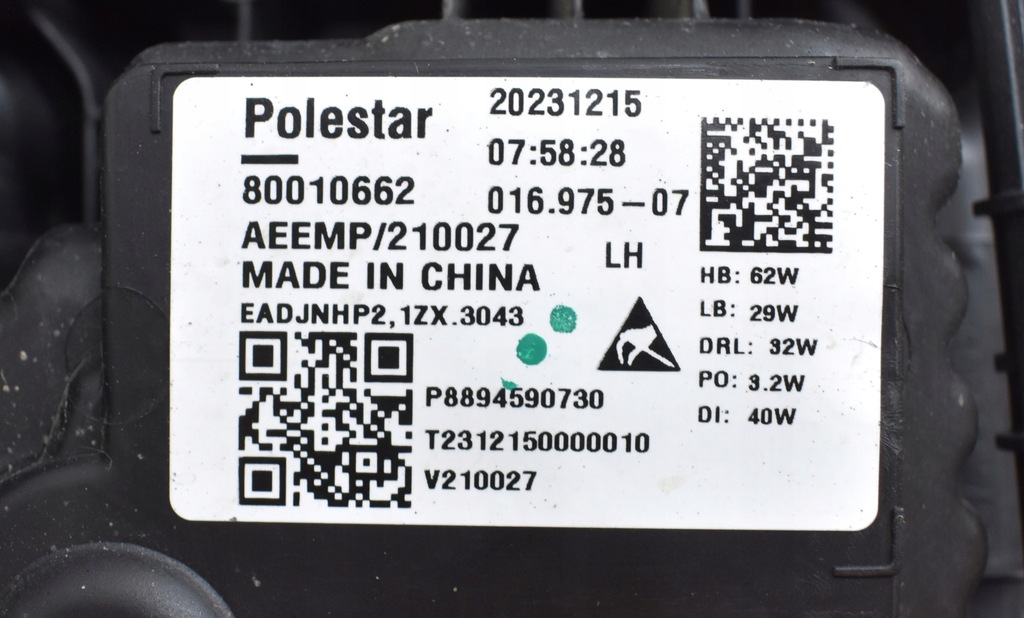 Polestar
20231215
07:58:28
80010662
016.975-07
AEEMP/210027
LH
MADE IN CHINA
EADJNHP2,1ZX.3043
P8894590730
T2312150000010
V210027
HB: 62W
LB: 29W
DRL: 32W
PO: 3.2W
DI: 40W